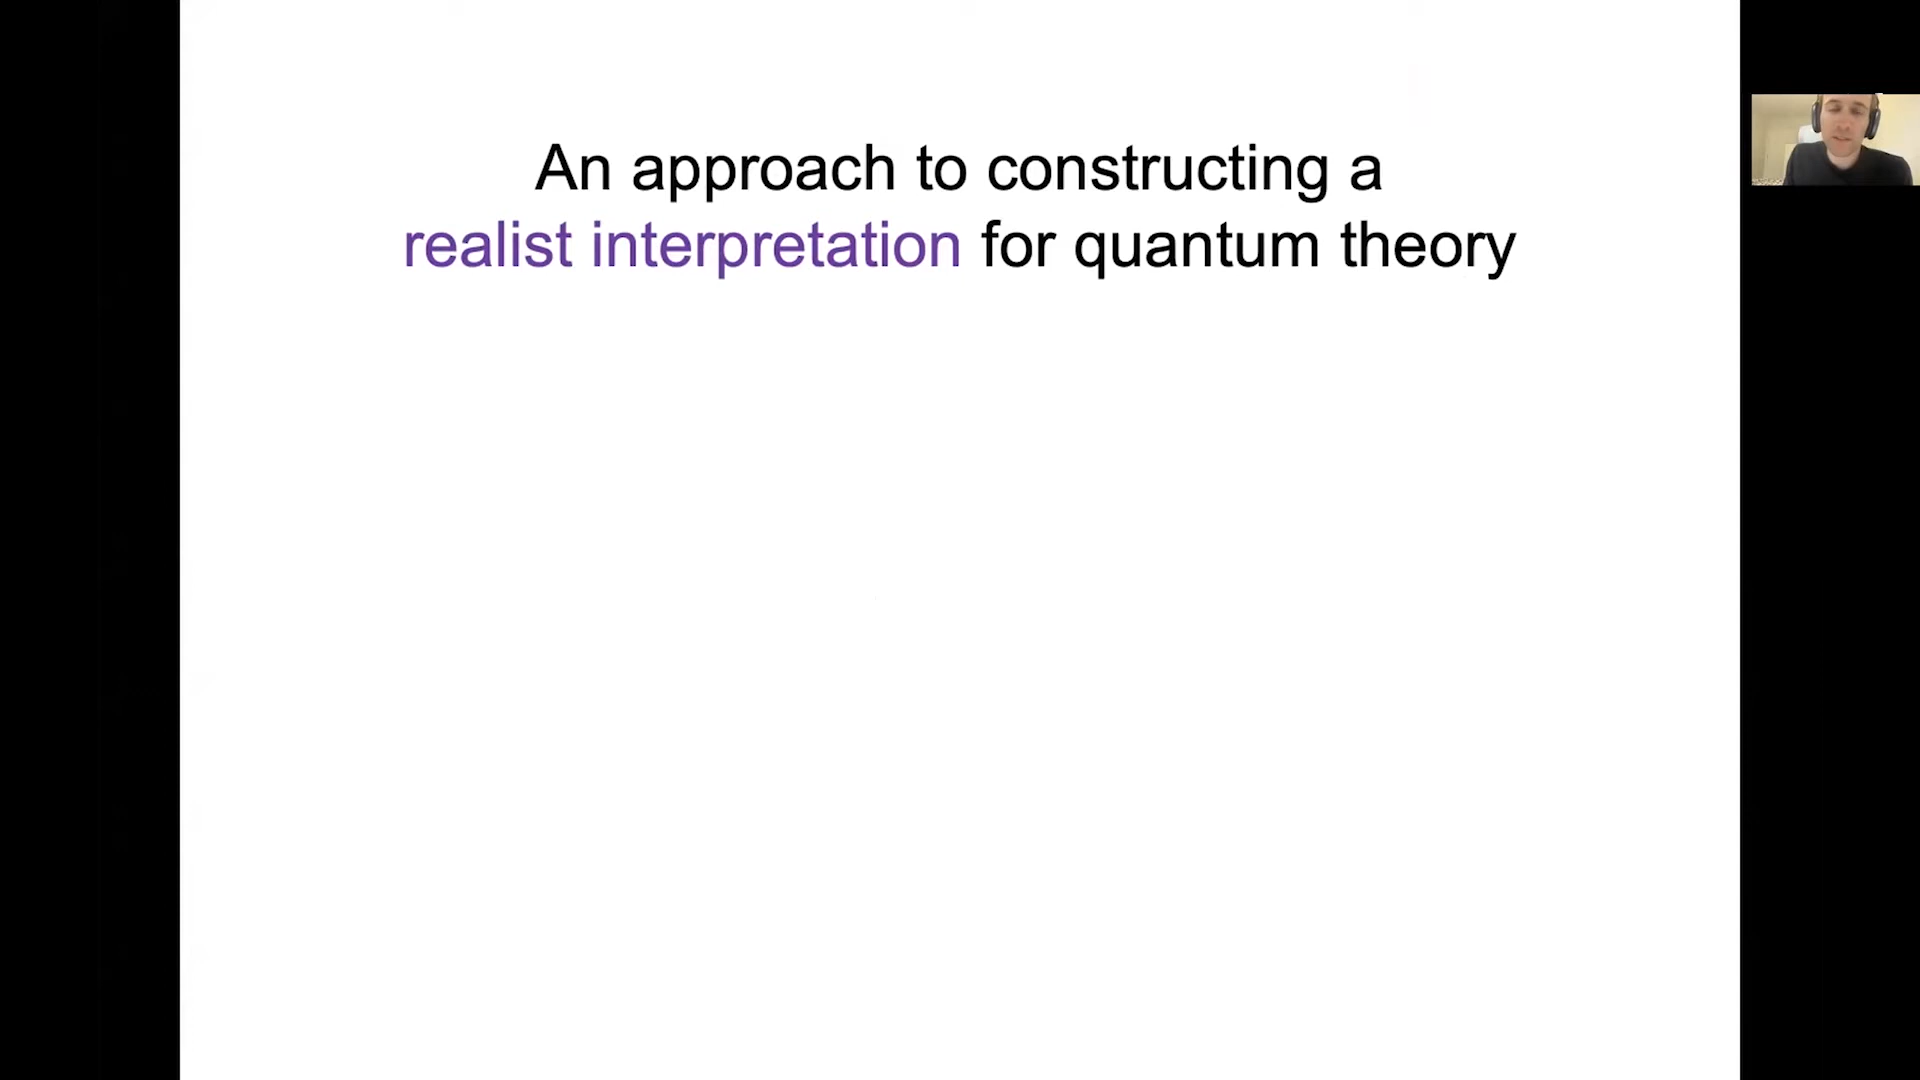 An approach to constructing a
realist interpretation for quantum theory